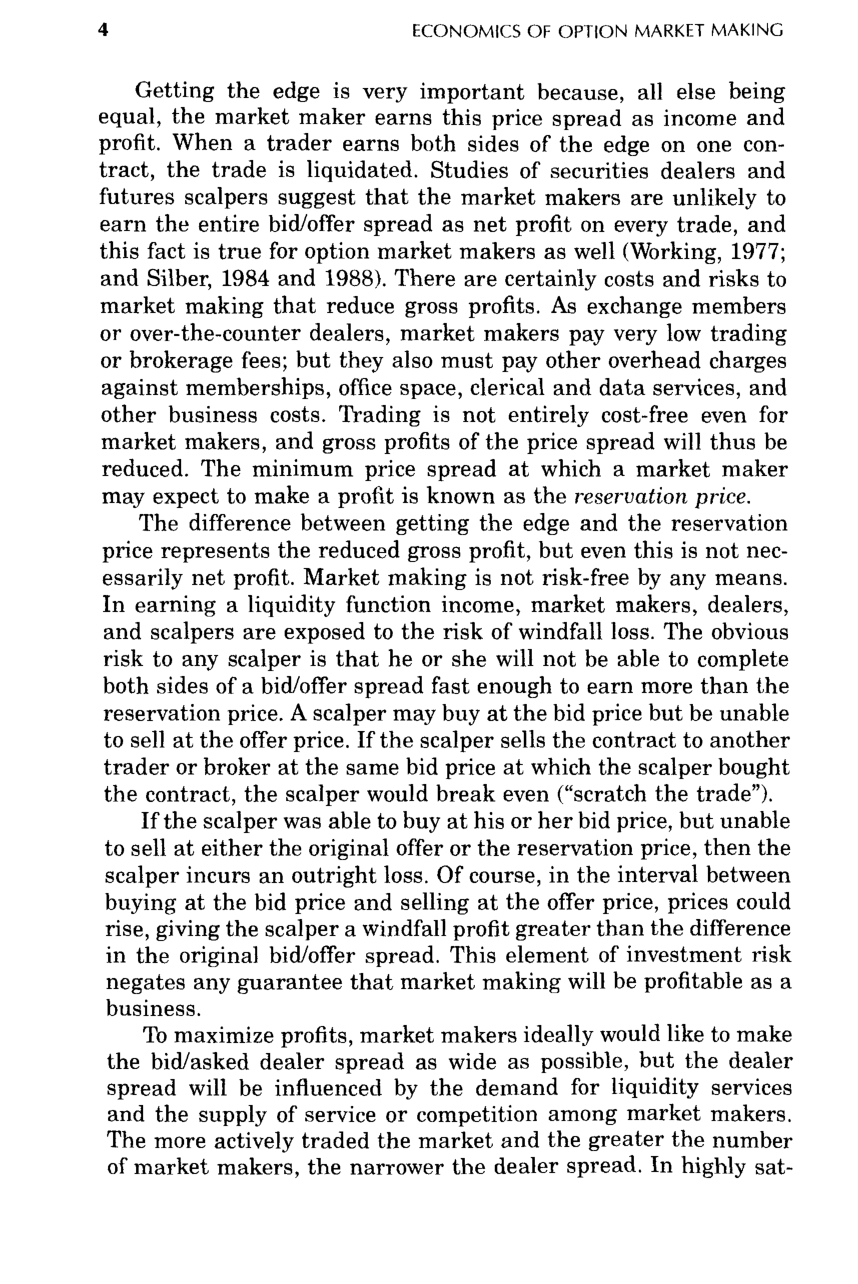 4 ECONOMICS OF OPTION MARKET MAKING
Getting the edge is very important because, all else being
equal, the market maker earns this price spread as income and
profit. When a trader earns both sides of the edge on one con-
tract, the trade is liquidated. Studies of securities dealers and
futures scalpers suggest that the market makers are unlikely to
earn the entire bid/offer spread as net profit on every trade, and
this fact is true for option market makers as well (Working, 1977;
and Silber, 1984 and 1988). There are certainly costs and risks to
market making that reduce gross profits. As exchange members
or over-the-counter dealers, market makers pay very low trading
or brokerage fees; but they also must pay other overhead charges
against memberships, office space, clerical and data services, and
other business costs. Trading is not entirely cost-free even for
market makers, and gross profits of the price spread will thus be
reduced. The minimum price spread at which a market maker
may expect to make a profit is known as the reservation price.
The difference between getting the edge and the reservation
price represents the reduced gross profit, but even this is not nec-
essarily net profit. Market making is not risk-free by any means.
In earning a liquidity function income, market makers, dealers,
and scalpers are exposed to the risk of windfall loss. The obvious
risk to any scalper is that he or she will not be able to complete
both sides of a bid/offer spread fast enough to earn more than the
reservation price. A scalper may buy at the bid price but be unable
to sell at the offer price. If the scalper sells the contract to another
trader or broker at the same bid price at which the scalper bought
the contract, the scalper would break even (“scratch the trade”).
If the scalper was able to buy at his or her bid price, but unable
to sell at either the original offer or the reservation price, then the
scalper incurs an outright loss. Of course, in the interval between
buying at the bid price and selling at the offer price, prices could
rise, giving the scalper a windfall profit greater than the difference
in the original bid/offer spread. This element of investment risk
negates any guarantee that market making will be profitable as a
business.
To maximize profits, market makers ideally would like to make
the bid/asked dealer spread as wide as possible, but the dealer
spread will be influenced by the demand for liquidity services
and the supply of service or competition among market makers.
The more actively traded the market and the greater the number
of market makers, the narrower the dealer spread. In highly sat-